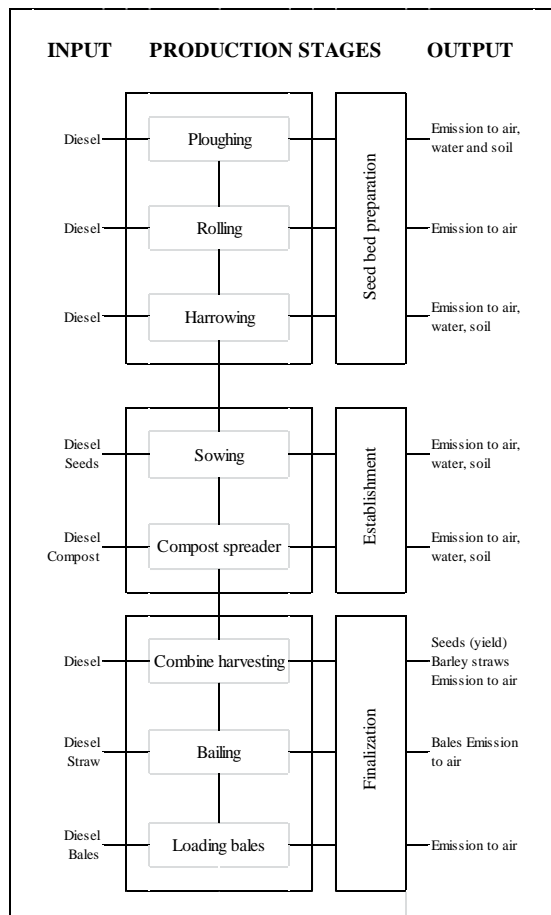 INPUT PRODUCTION STAGES OUTPUT
Diesel
Ploughing
Emission to air,
water and soil
Diesel
Rolling
Emission to air
Diesel
Harrowing
Emission to air,
water, soil
Seed bed preparation
Diesel
Seeds
Sowing
Emission to air,
water, soil
Diesel
Compost
Compost spreader
Emission to air,
water, soil
Establishment
Diesel
Combine harvesting
Seeds (yield)
Barley straws
Emission to air
Diesel
Straw
Bailing
Bales Emission
to air
Diesel
Bales
Loading bales
Emission to air
Finalization